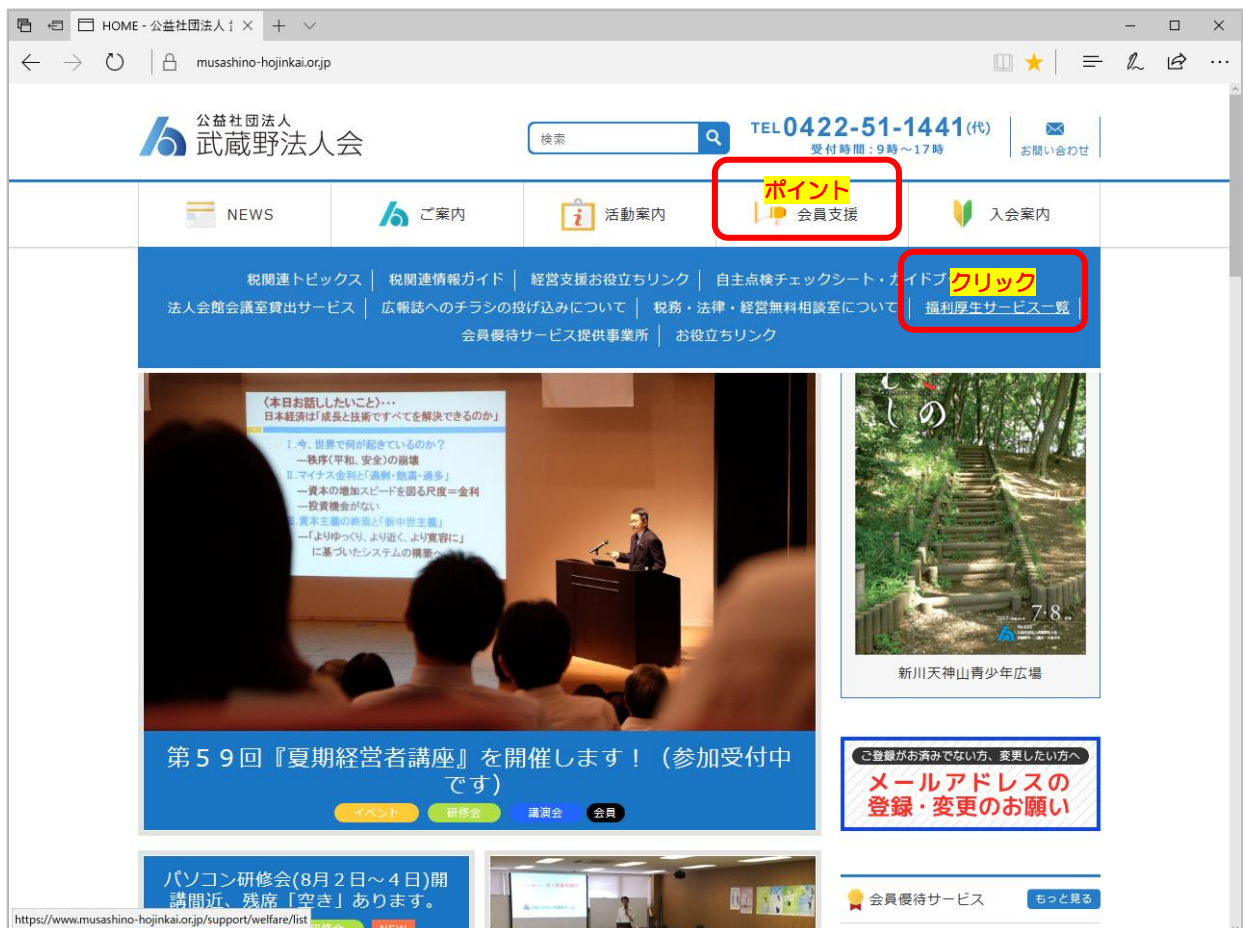 HOME - 公益社団法人
musashino-hojinkai.or.jp
公益社団法人
武蔵野法人会
検索
TEL0422-51-1441(代)
受付時間：9時～17時
お問い合わせ
ポイント
NEWS
ご案内
活動案内
会員支援
入会案内
税関連トピックス │ 税関連情報ガイド │ 経営支援お役立ちリンク │ 自主点検チェックシート・ガイドブ
クリック
法人会館会議室貸出サービス │ 広報誌へのチラシの投げ込みについて │ 税務・法律・経営無料相談室について │ 福利厚生サービス一覧 │
会員優待サービス提供事業所 │ お役立ちリンク
〈本日お話ししたいこと〉…
日本経済は「成長と技術ですべてを解決できるのか」
I.今、世界で何が起きているのか？
―秩序(平和、安全)の崩壊
II.マイナス金利と「過剰・飽満・過多」
―資本の増加スピードを図る尺度＝金利
―投資機会がない
資本主義の終焉と「新中世主義」
―「よりゆっくり、より近く、より寛容に」
に基づいたシステムの構築へ
しの
7·8
新川天神山青少年広場
第５９回『夏期経営者講座』を開催します！（参加受付中
です）
イベント 研修会 講演会 会員
ご登録がお済みでない方、変更したい方へ
メールアドレスの
登録・変更のお願い
パソコン研修会(8月２日～４日)開
講間近、残席「空き」あります。
会員優待サービス
もっと見る
https://www.musashino-hojinkai.or.jp/support/welfare/list
NEW